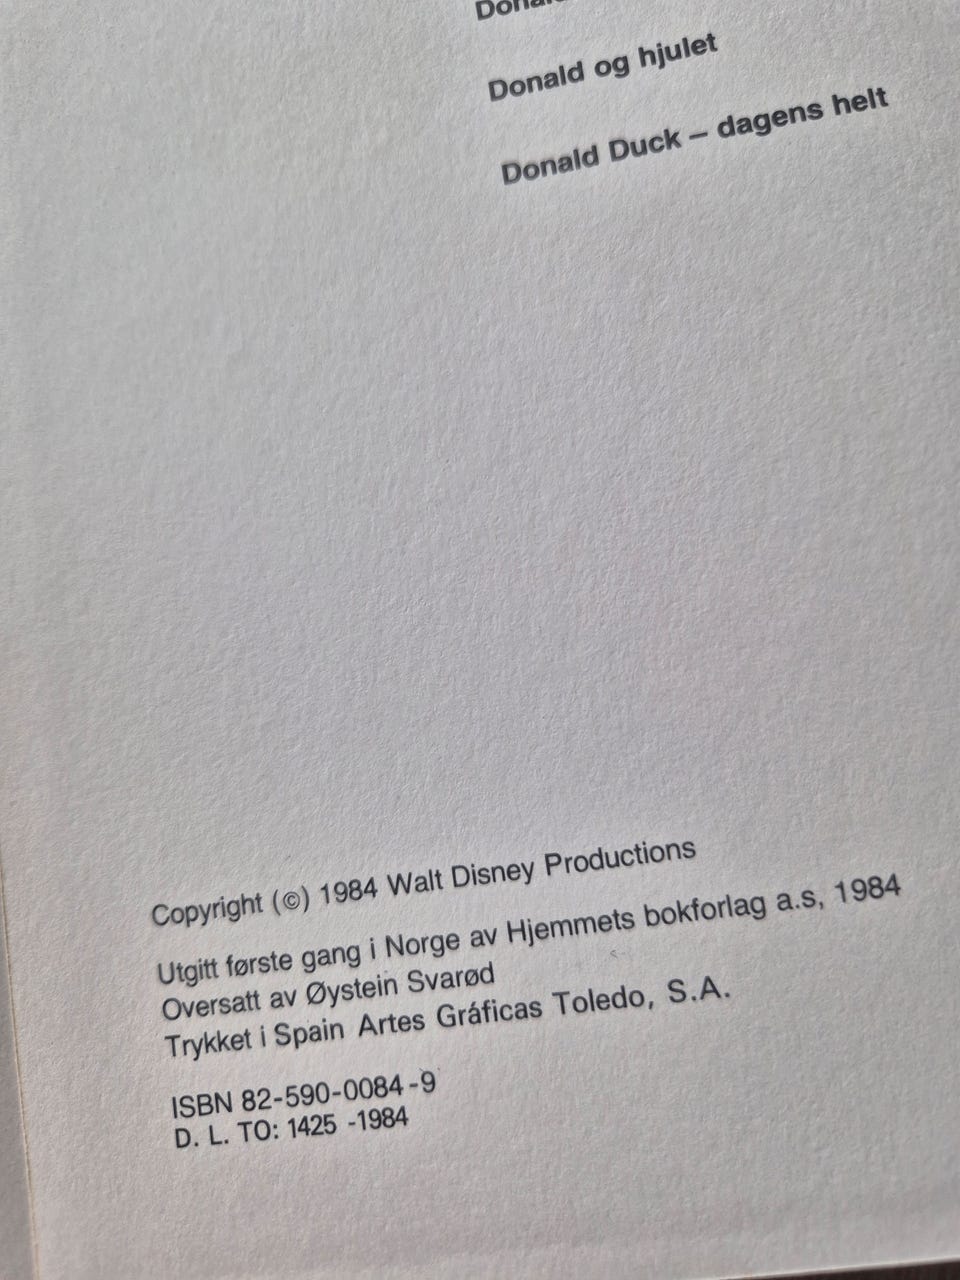 Donald og hjulet
Donald Duck – dagens helt
Copyright (©) 1984 Walt Disney Productions
Utgitt første gang i Norge av Hjemmets bokforlag a.s, 1984
Oversatt av Øystein Svarød
Trykket i Spain Artes Gráficas Toledo, S.A.
ISBN 82-590-0084-9
D. L. TO: 1425 -1984